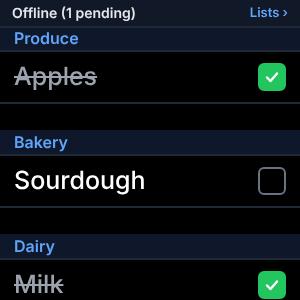 Offline (1 pending) Lists ›
Produce
Apples
Bakery
Sourdough
Dairy
Milk